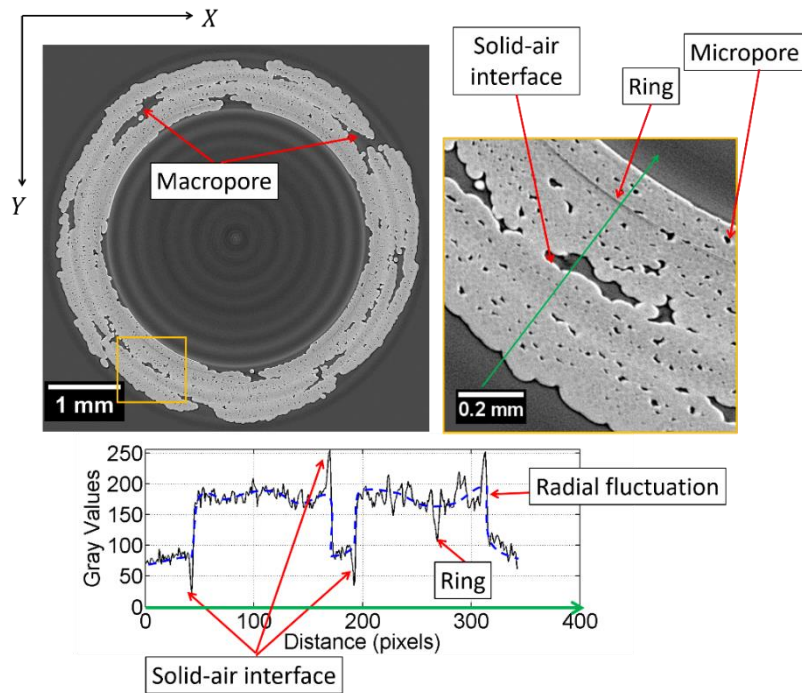 X
Y
Macropore
1 mm
Solid-air
interface
Ring
Micropore
0.2 mm
Gray Values
250
200
150
100
50
0
0
100
200
300
400
Distance (pixels)
Radial fluctuation
Ring
Solid-air interface